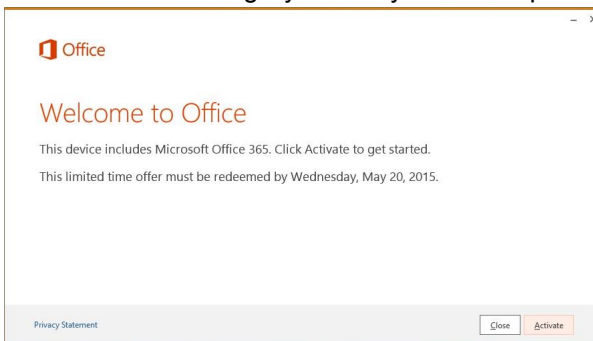 Office
Welcome to Office
This device includes Microsoft Office 365. Click Activate to get started.
This limited time offer must be redeemed by Wednesday, May 20, 2015.
Privacy Statement
Close
Activate